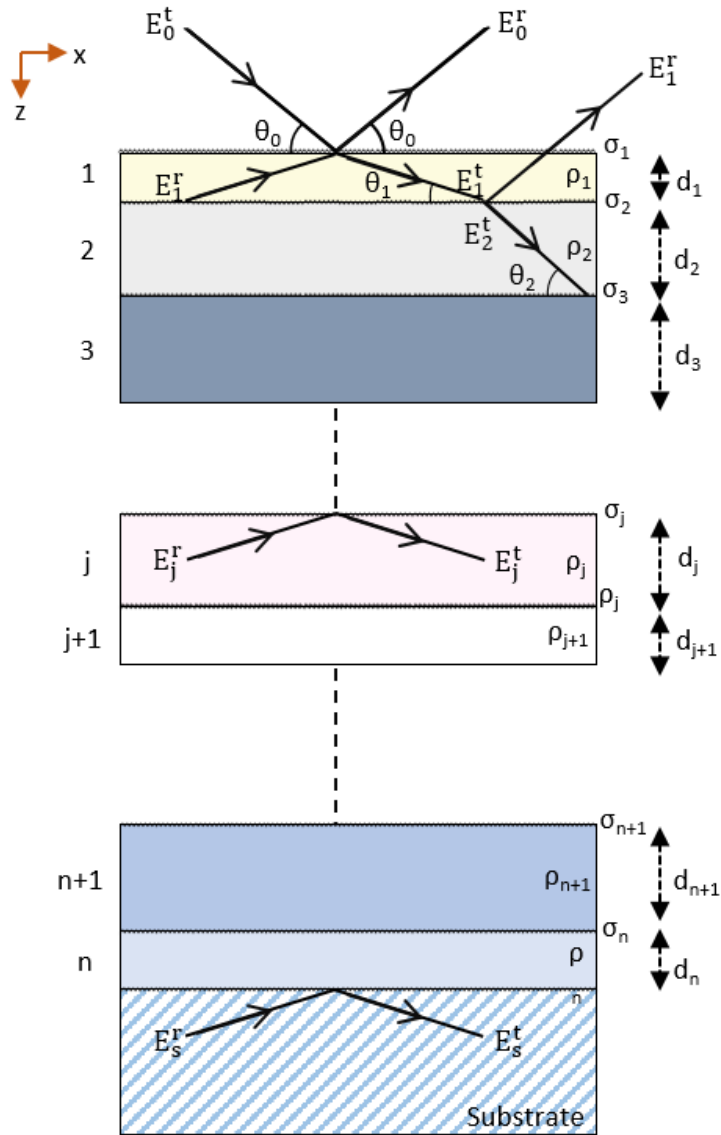 E₀ᵗ
E₀ʳ
x
z
E₁ʳ
θ₀
θ₀
σ₁
1
E₁ʳ
θ₁
E₁ᵗ
ρ₁
d₁
σ₂
E₂ᵗ
2
ρ₂
d₂
θ₂
σ₃
3
d₃
σⱼ
j
Eⱼʳ
Eⱼᵗ
ρⱼ
dⱼ
ρⱼ
j+1
ρⱼ₊₁
dⱼ₊₁
σₙ₊₁
n+1
ρₙ₊₁
dₙ₊₁
σₙ
n
ρ
dₙ
n
Eₛʳ
Eₛᵗ
Substrate